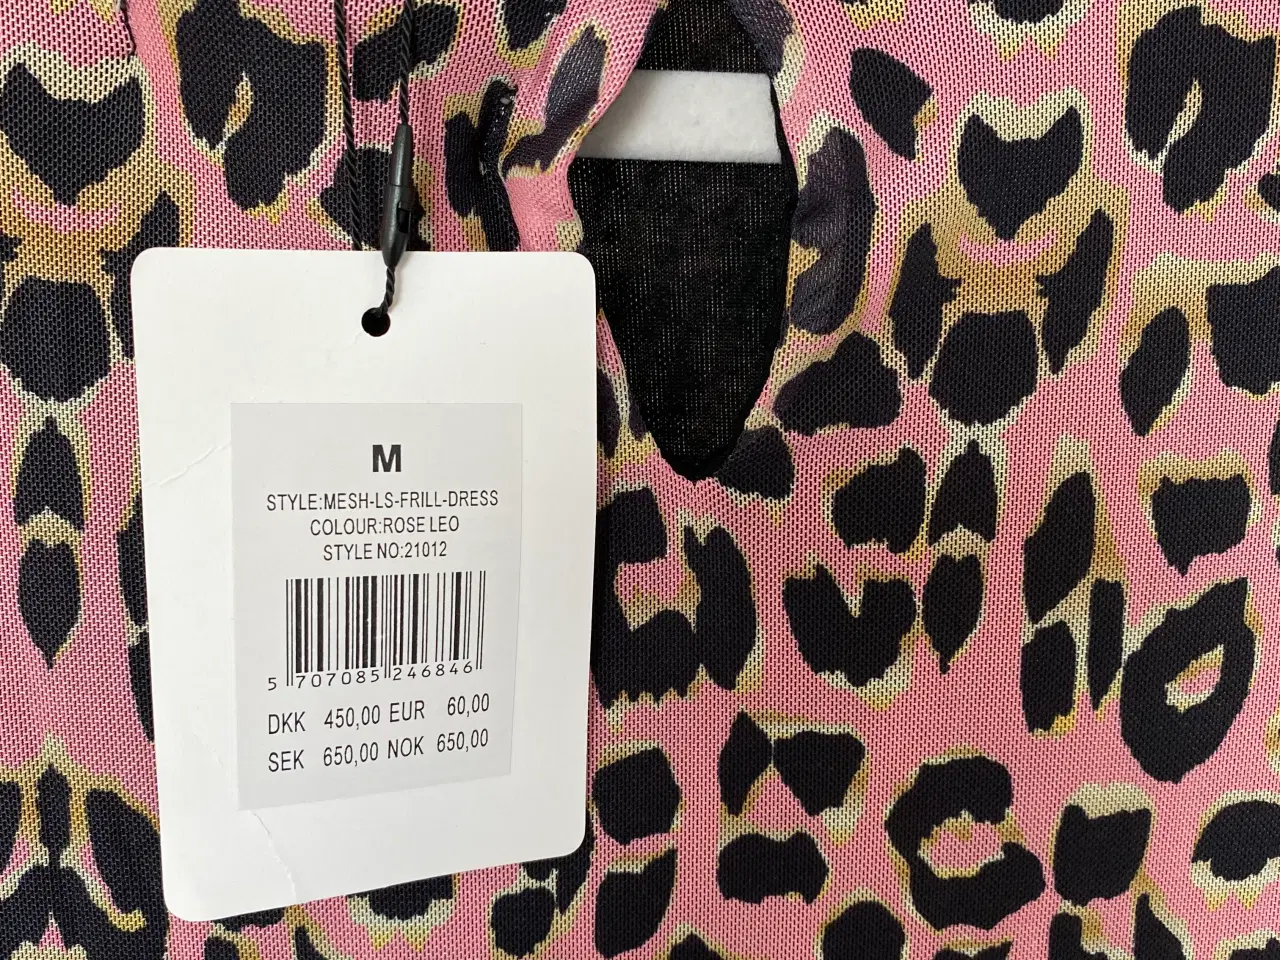 M
STYLE:MESH-LS-FRILL-DRESS
COLOUR:ROSE LEO
STYLE NO:21012
5 707085 246846
DKK 450,00 EUR 60,00
SEK 650,00 NOK 650,00